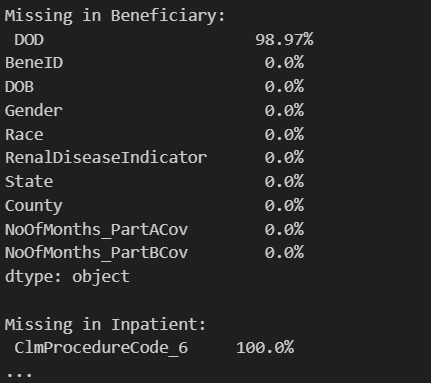 Missing in Beneficiary:
DOD 98.97%
BeneID 0.0%
DOB 0.0%
Gender 0.0%
Race 0.0%
RenalDiseaseIndicator 0.0%
State 0.0%
County 0.0%
NoOfMonths_PartACov 0.0%
NoOfMonths_PartBCov 0.0%
dtype: object
Missing in Inpatient:
ClmProcedureCode_6 100.0%
...